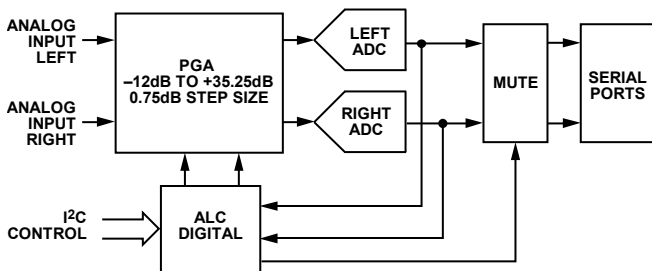 ANALOG
INPUT
LEFT
ANALOG
INPUT
RIGHT
PGA
–12dB TO +35.25dB
0.75dB STEP SIZE
LEFT
ADC
RIGHT
ADC
MUTE
SERIAL
PORTS
I²C
CONTROL
ALC
DIGITAL